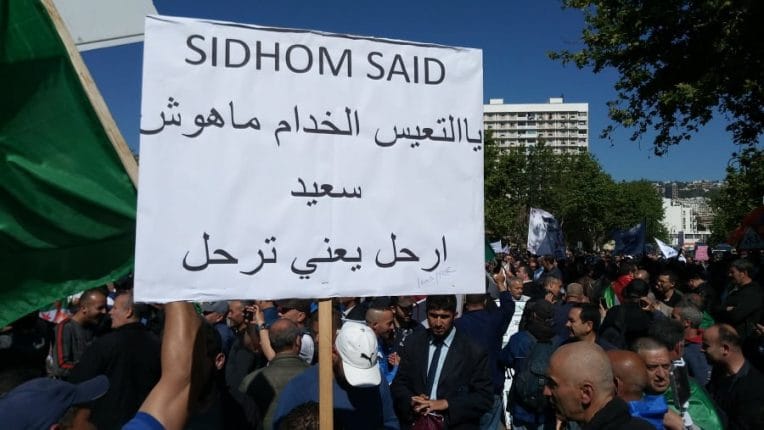 SIDHOM SAID
ياالتعيس الخدام ماهوش
سعيد
ارحل يعني ترحل